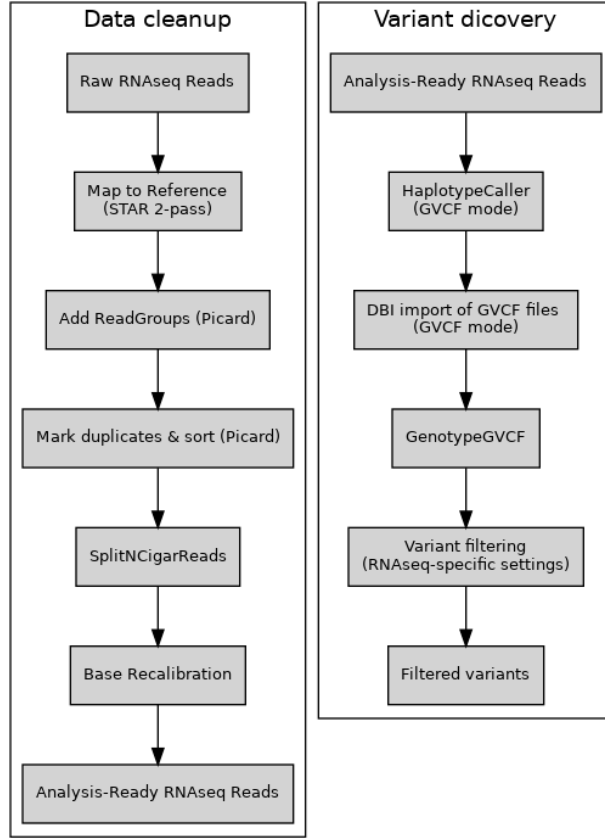 Data cleanup
Raw RNAseq Reads
Map to Reference
(STAR 2-pass)
Add ReadGroups (Picard)
Mark duplicates & sort (Picard)
SplitNCigarReads
Base Recalibration
Analysis-Ready RNAseq Reads
Variant dicovery
Analysis-Ready RNAseq Reads
HaplotypeCaller
(GVCF mode)
DBI import of GVCF files
(GVCF mode)
GenotypeGVCF
Variant filtering
(RNAseq-specific settings)
Filtered variants